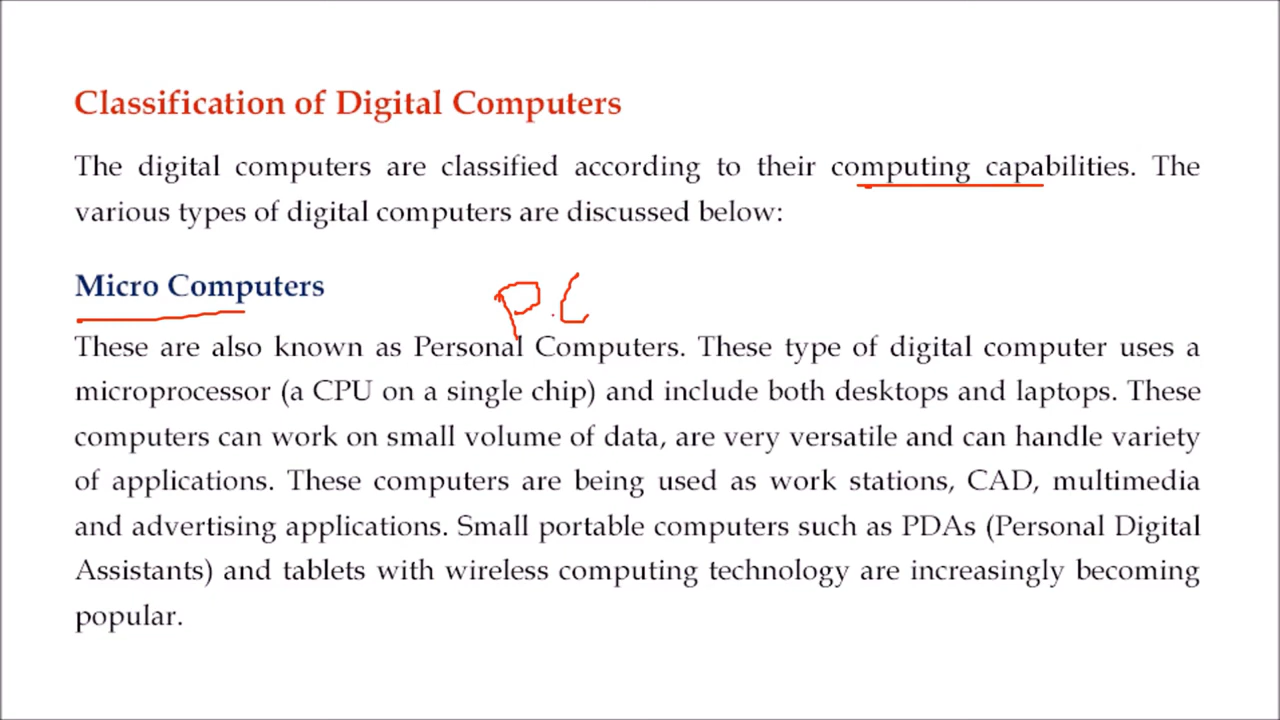 Classification of Digital Computers
The digital computers are classified according to their computing capabilities. The
various types of digital computers are discussed below:
Micro Computers
P.C
These are also known as Personal Computers. These type of digital computer uses a
microprocessor (a CPU on a single chip) and include both desktops and laptops. These
computers can work on small volume of data, are very versatile and can handle variety
of applications. These computers are being used as work stations, CAD, multimedia
and advertising applications. Small portable computers such as PDAs (Personal Digital
Assistants) and tablets with wireless computing technology are increasingly becoming
popular.